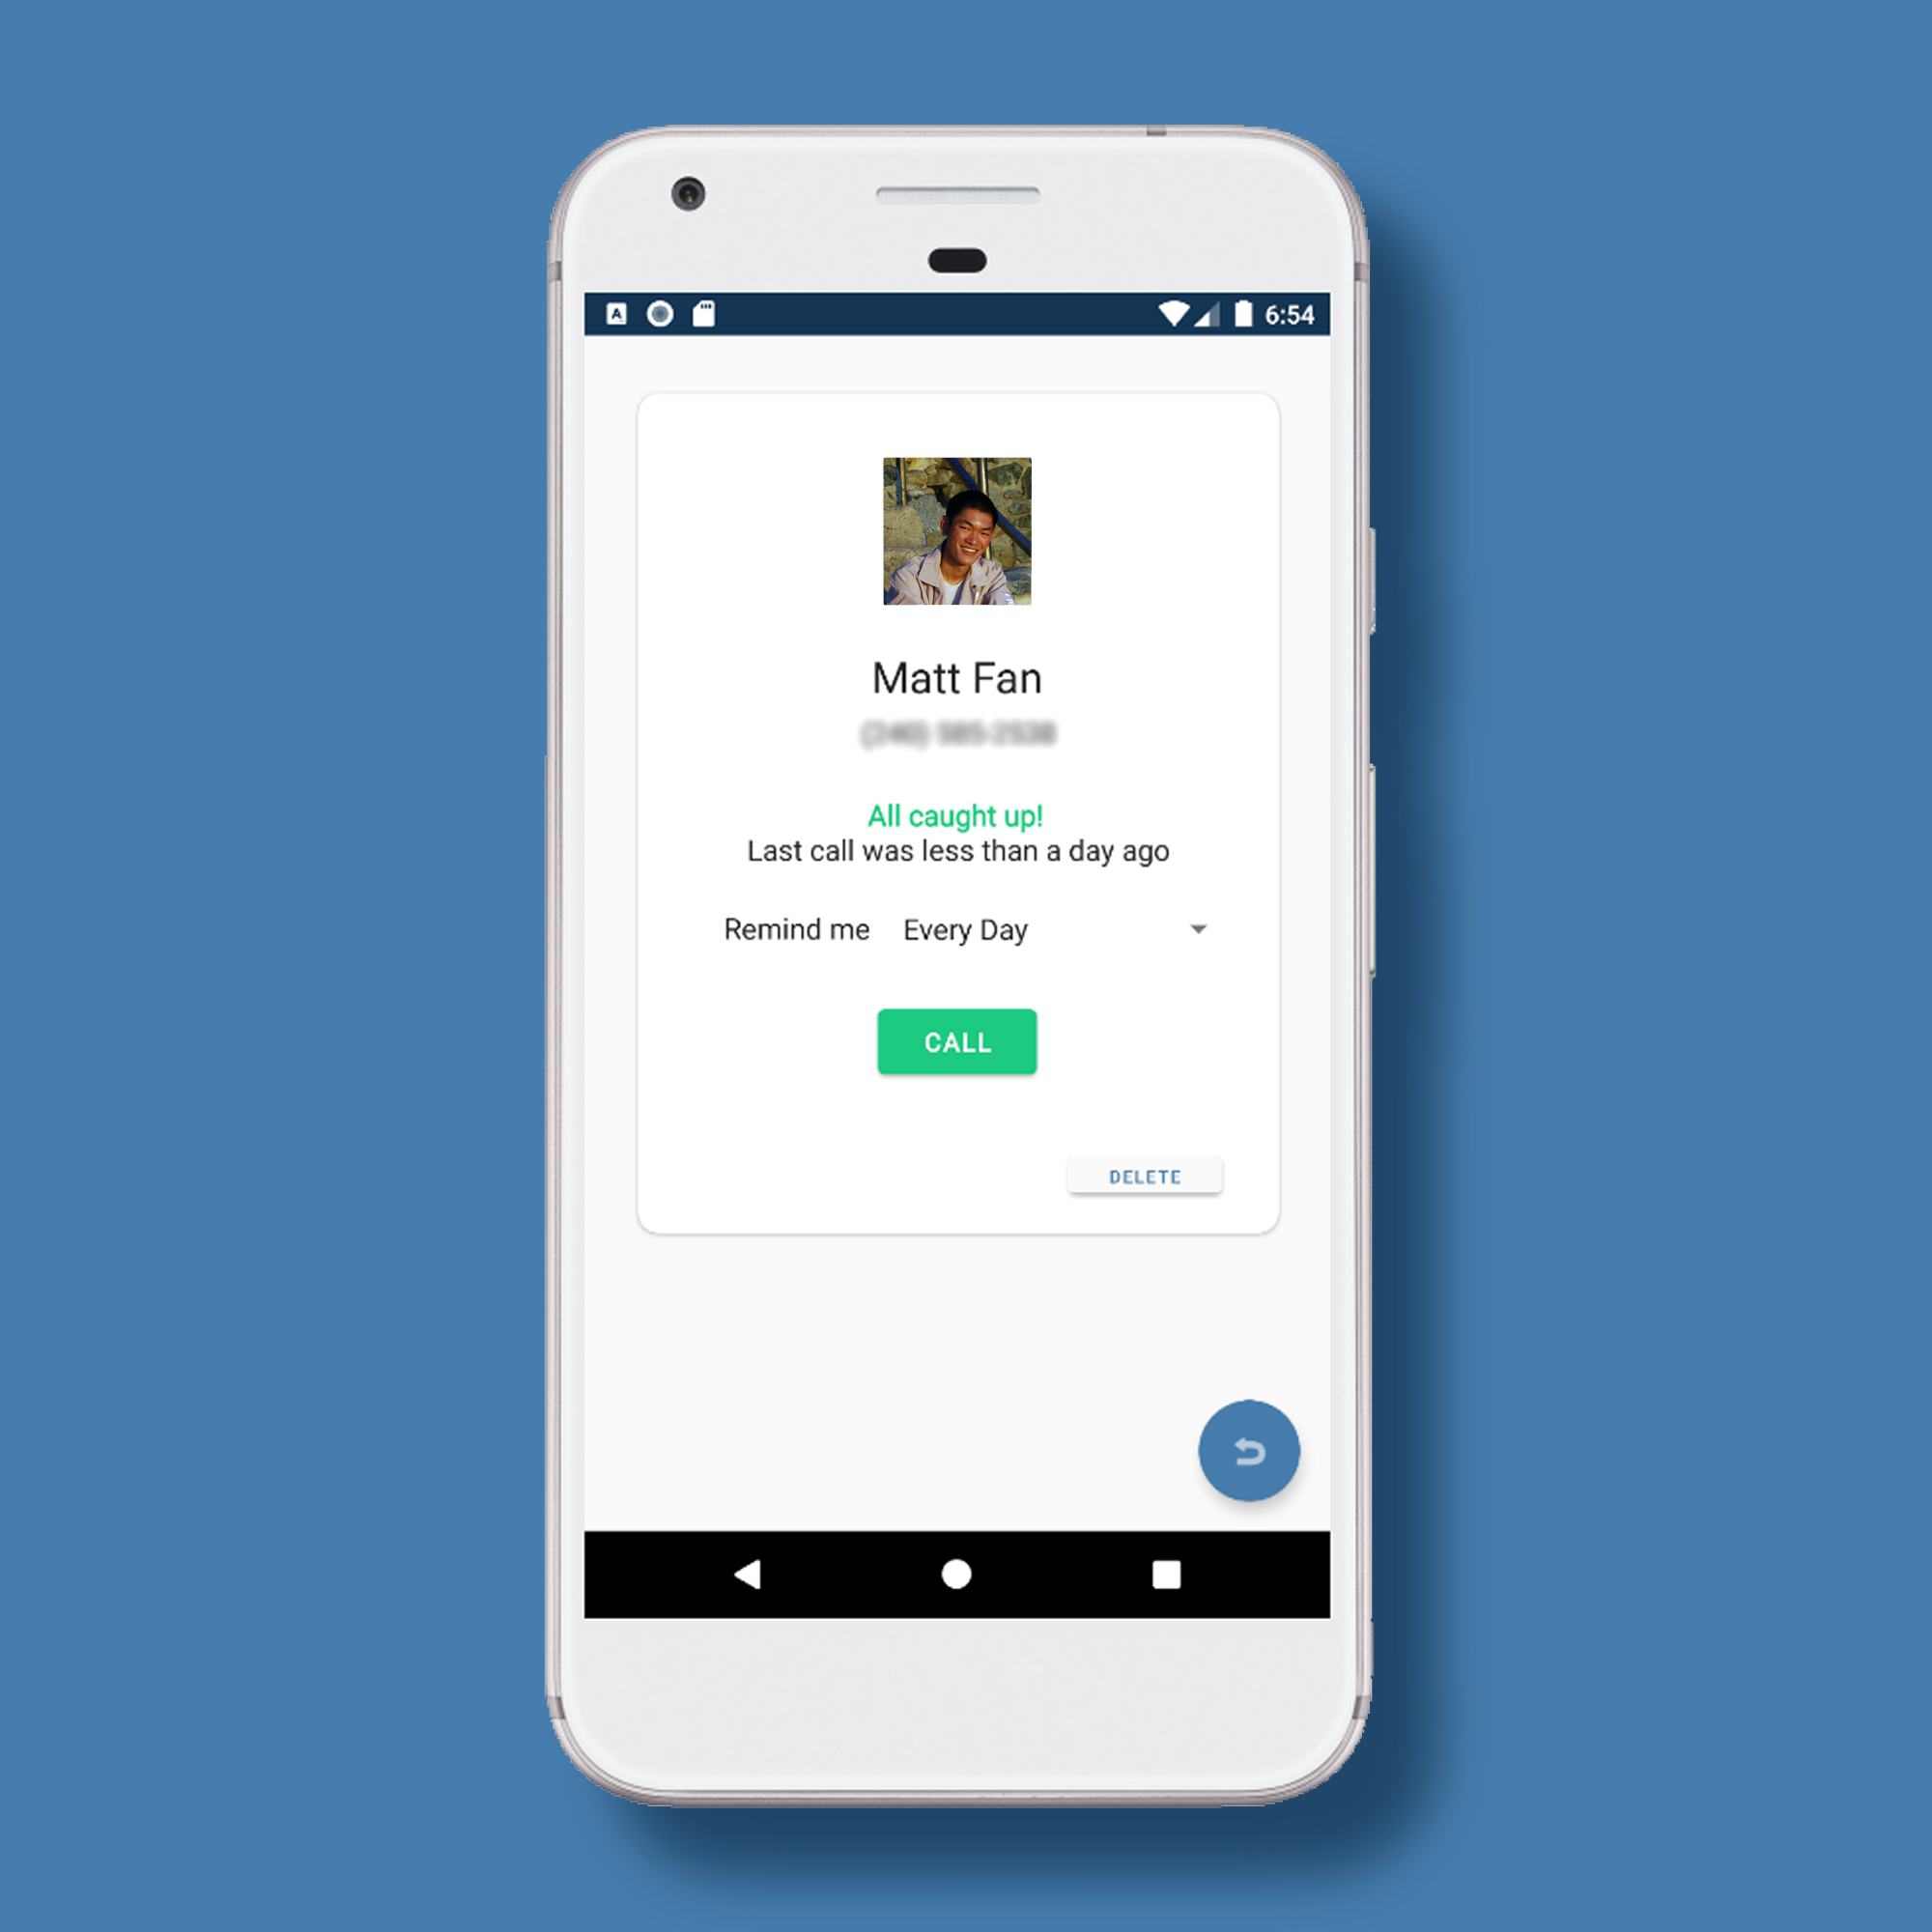 A
6:54
Matt Fan
All caught up!
Last call was less than a day ago
Remind me Every Day
CALL
DELETE